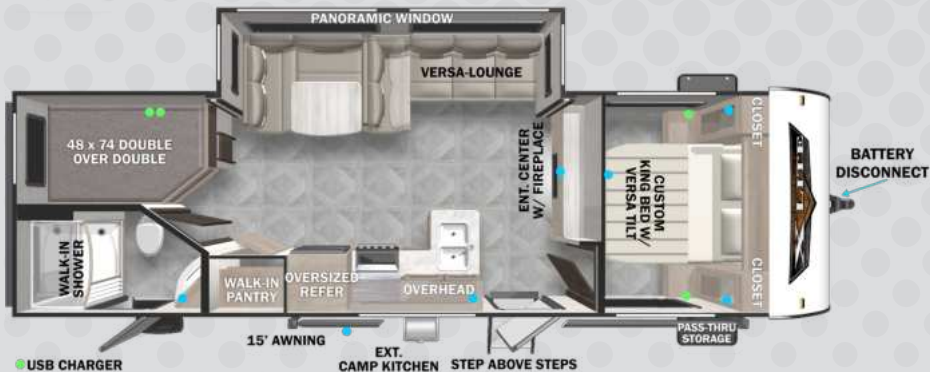 PANORAMIC WINDOW
VERSA-LOUNGE
48 x 74 DOUBLE
OVER DOUBLE
ENT. CENTER
W/ FIREPLACE
CUSTOM
KING BED W/
VERSA TILT
CLOSET
BATTERY
DISCONNECT
WALK-IN
SHOWER
WALK-IN
PANTRY
OVERSIZED
REFER
OVERHEAD
CLOSET
15' AWNING
EXT.
CAMP KITCHEN
STEP ABOVE STEPS
PASS-THRU
STORAGE
USB CHARGER